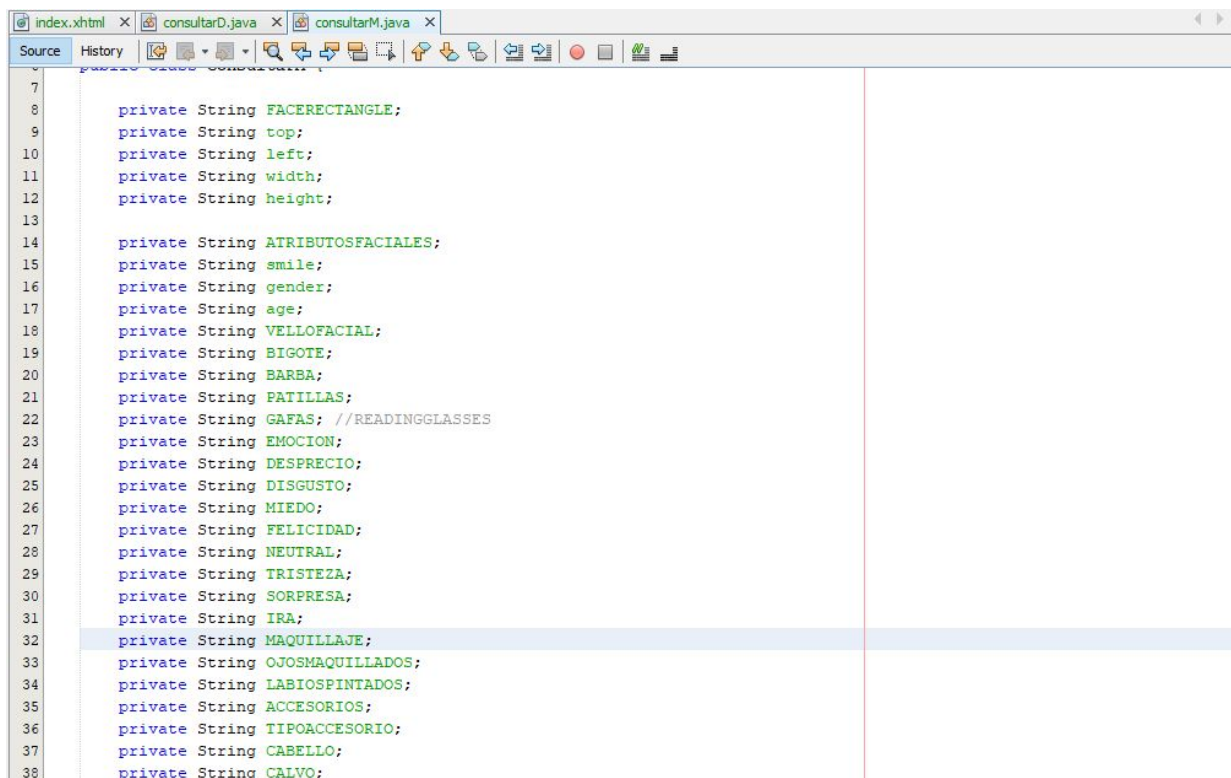 index.xhtml consultarD.java consultarM.java
Source History
6 public class consultarM {
7
8 private String FACERECTANGLE;
9 private String top;
10 private String left;
11 private String width;
12 private String height;
13
14 private String ATRIBUTOSFACIALES;
15 private String smile;
16 private String gender;
17 private String age;
18 private String VELLOFACIAL;
19 private String BIGOTE;
20 private String BARBA;
21 private String PATILLAS;
22 private String GAFAS; //READINGGLASSES
23 private String EMOCION;
24 private String DESPRECIO;
25 private String DISGUSTO;
26 private String MIEDO;
27 private String FELICIDAD;
28 private String NEUTRAL;
29 private String TRISTEZA;
30 private String SORPRESA;
31 private String IRA;
32 private String MAQUILLAJE;
33 private String OJOSMAQUILLADOS;
34 private String LABIOSPINTADOS;
35 private String ACCESORIOS;
36 private String TIPOACCESORIO;
37 private String CABELLO;
38 private String CALVO;